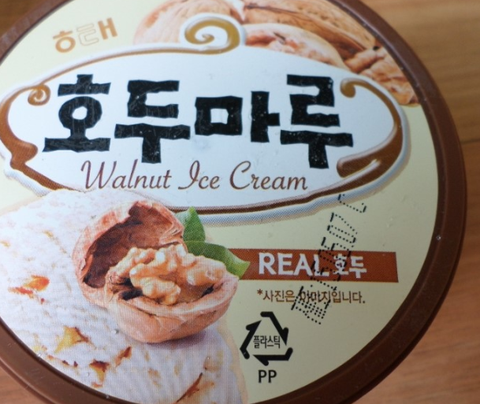 해태
호두마루
Walnut Ice Cream
REAL 호두
*사진은 이미지입니다.
플라스틱
PP